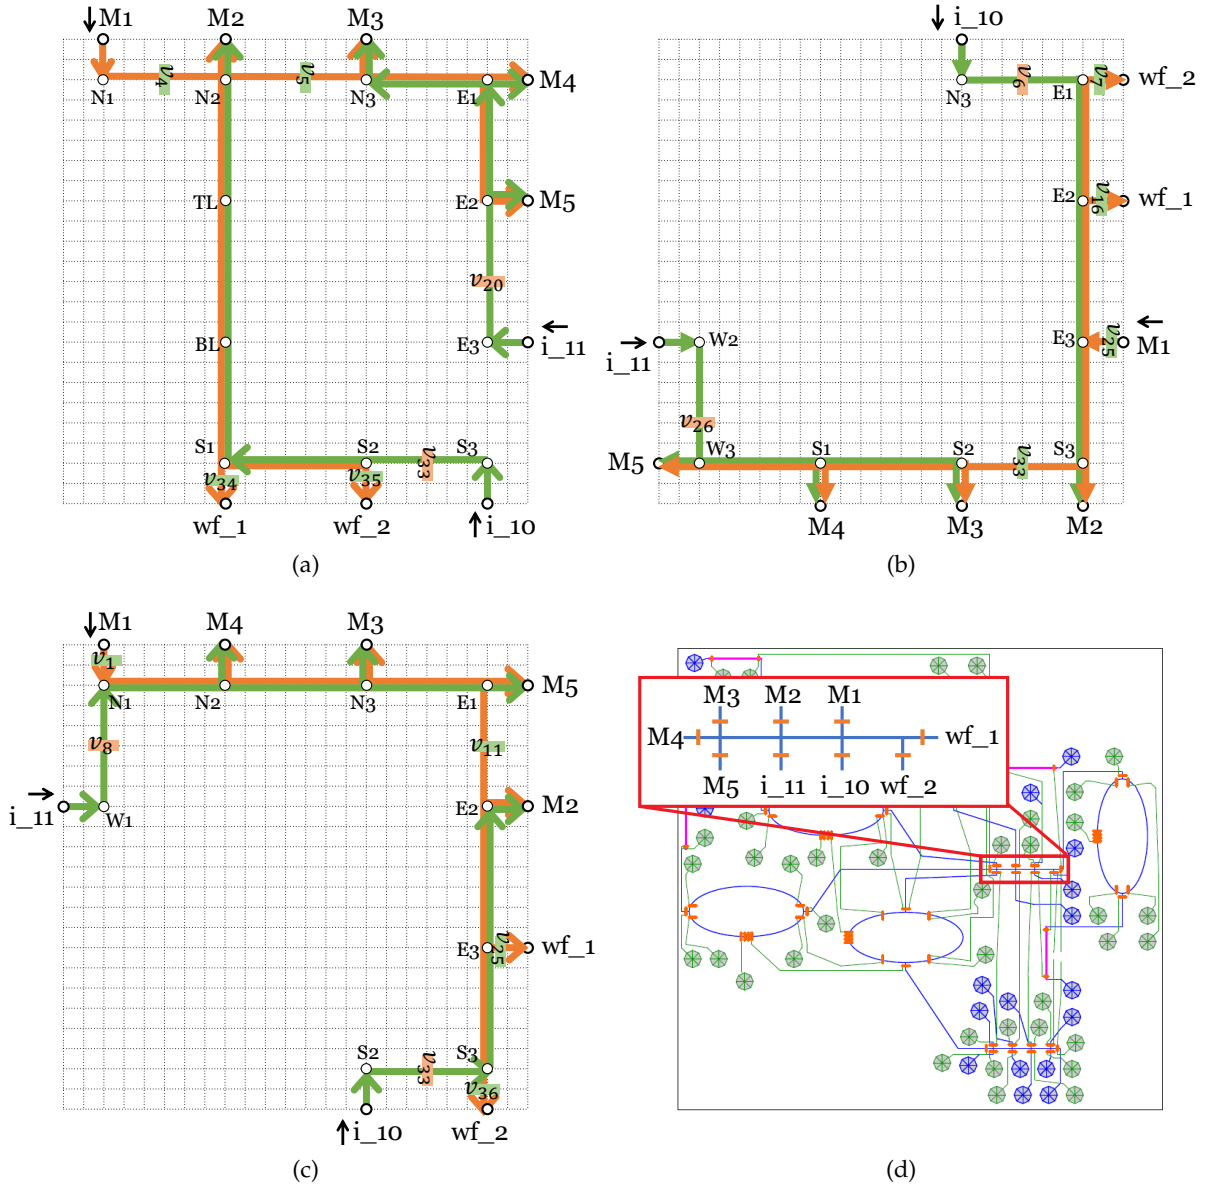 M1 M2 M3
N1 v4 N2 v5 N3 E1 M4
TL E2 M5
v20
BL E3 i_11
S1 S2 v33 S3
v34 v35
wf_1 wf_2 i_10
(a)
i_10
N3 v6 E1 v7 wf_2
E2 v16 wf_1
i_11 W2 E3 v25 M1
v26
M5 W3 S1 S2 v33 S3
M4 M3 M2
(b)
M1 M4 M3
v1
N1 N2 N3 E1 M5
v8 v11
i_11 W1 E2 M2
E3 v25 wf_1
S2 v33 S3
v36
i_10 wf_2
(c)
M3 M2 M1
M4 wf_1
M5 i_11 i_10 wf_2
(d)